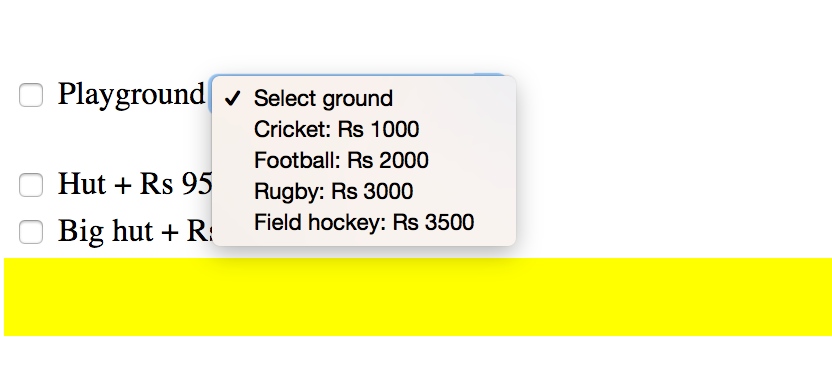 Playground
Select ground
Cricket: Rs 1000
Football: Rs 2000
Rugby: Rs 3000
Field hockey: Rs 3500
Hut + Rs 95
Big hut +